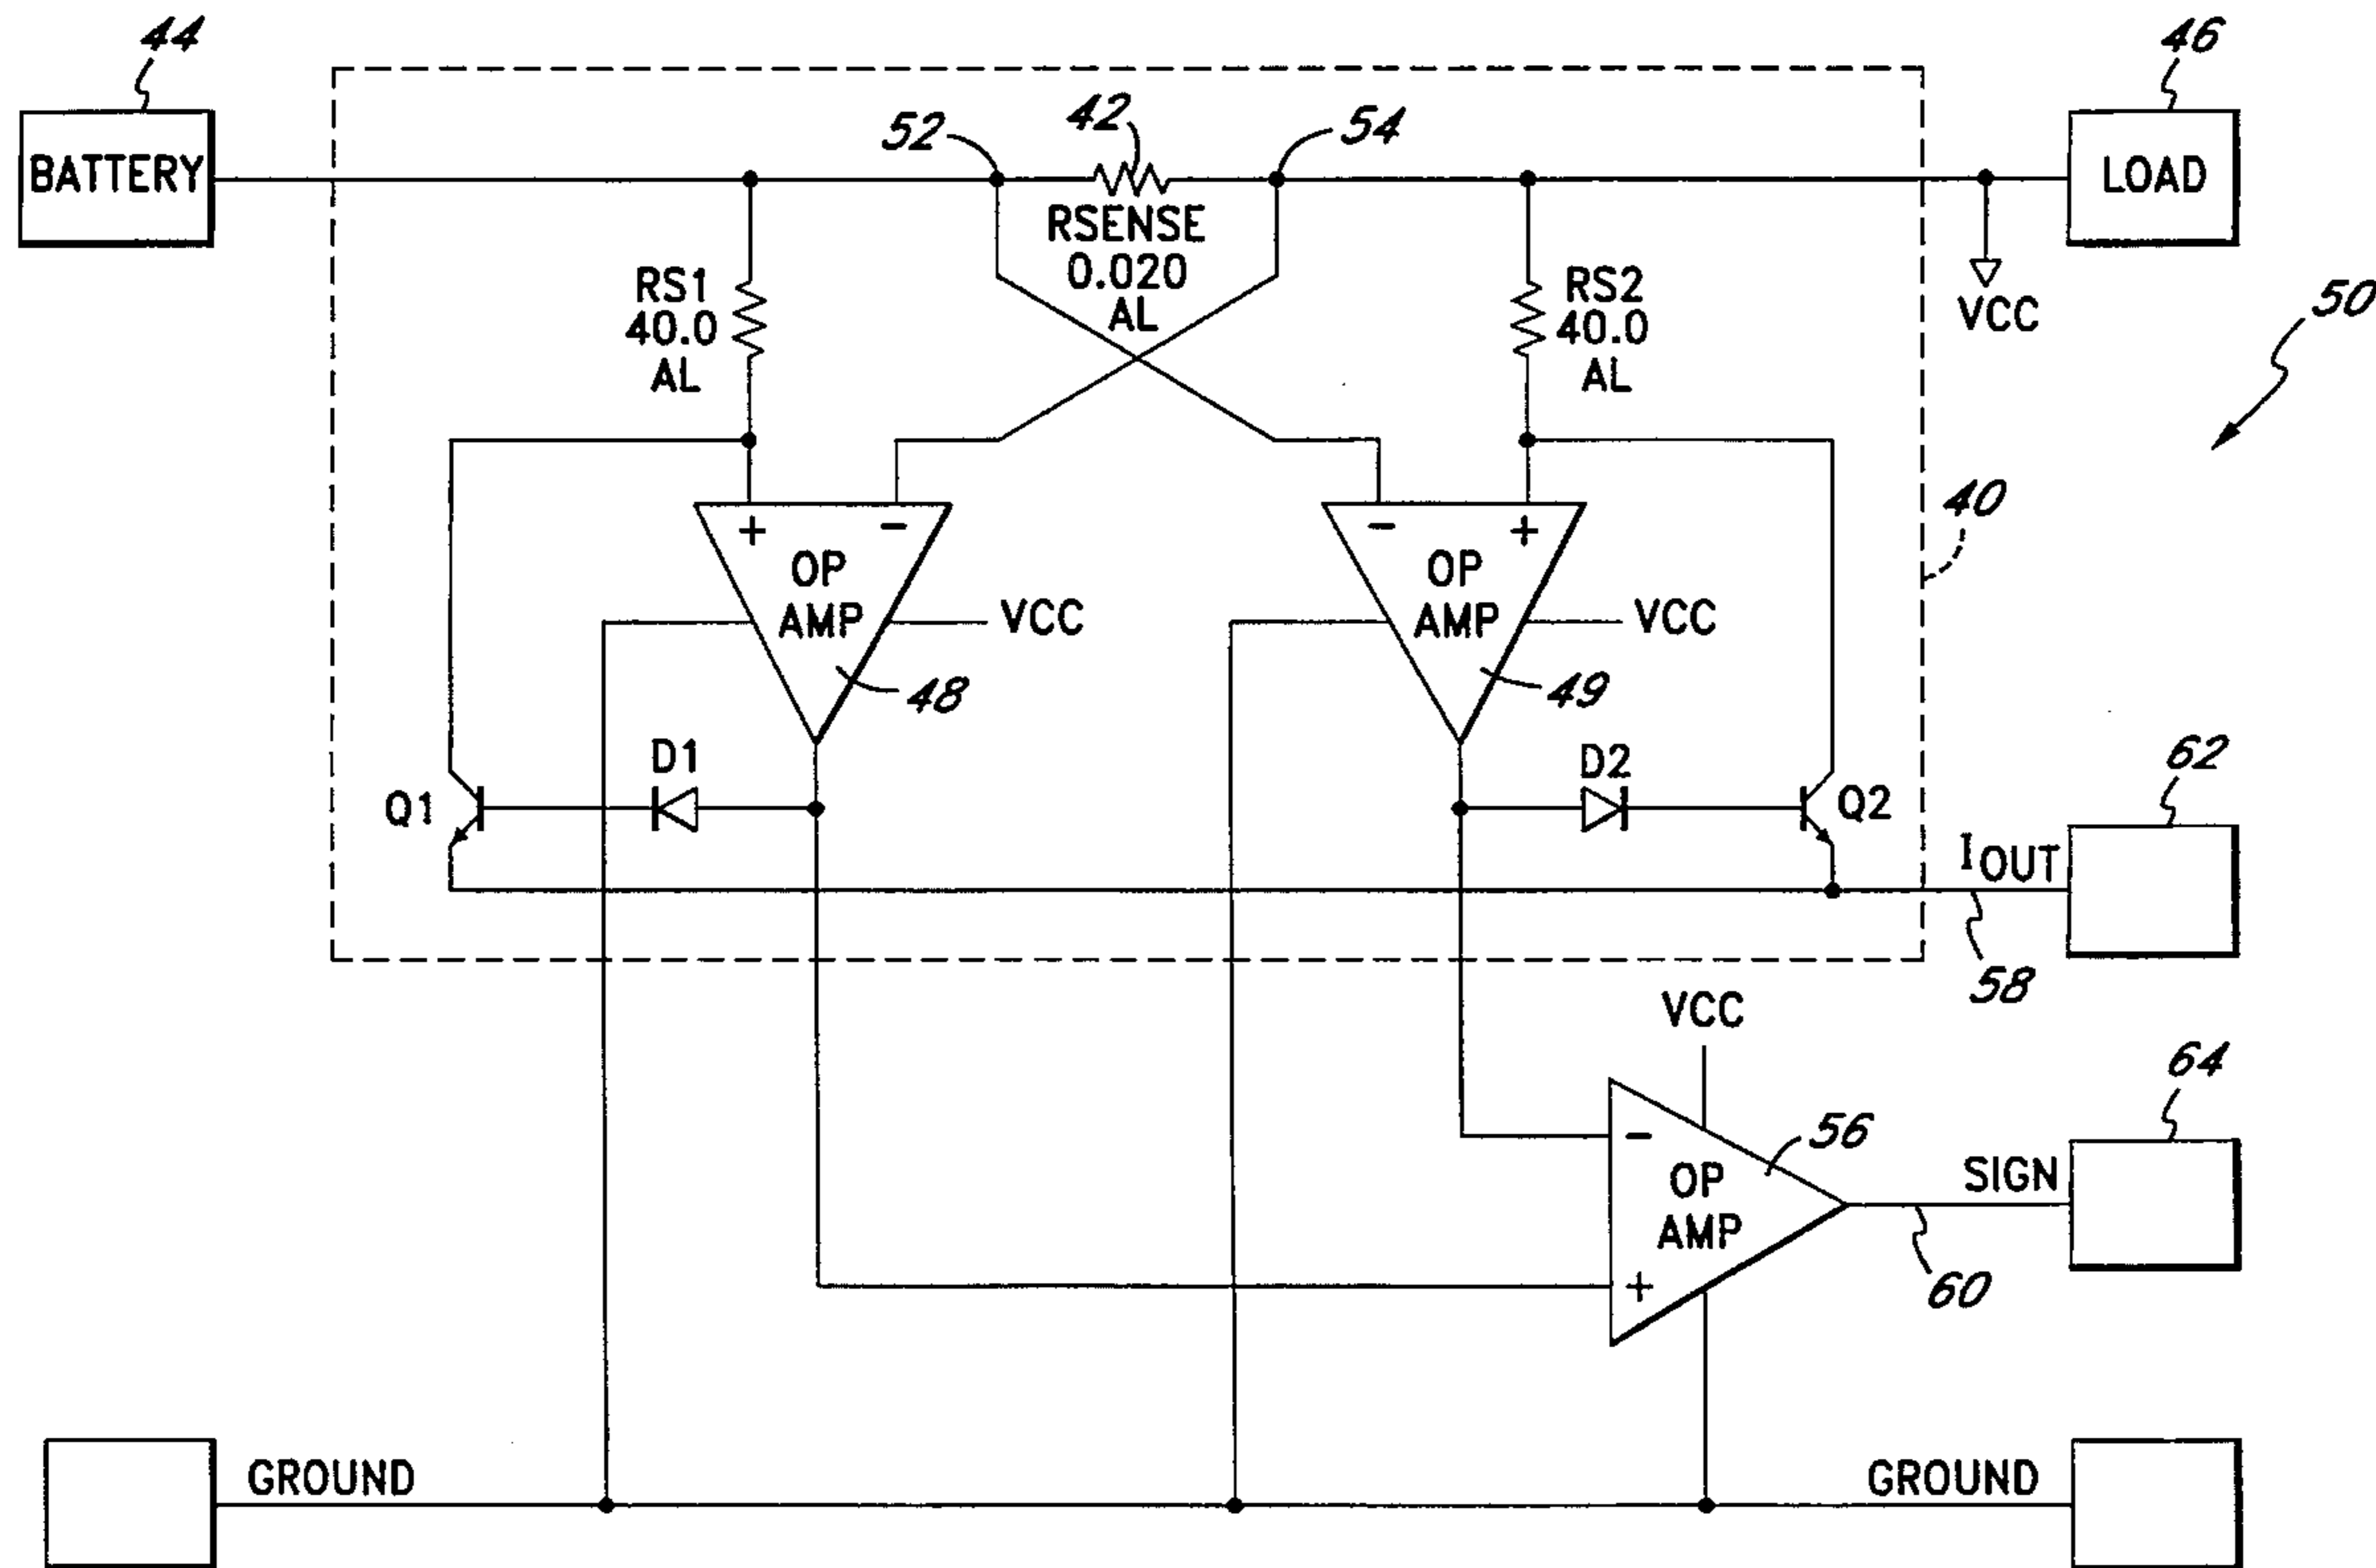 44
46
BATTERY
52
42
54
LOAD
RSENSE
0.020
AL
RS1
40.0
AL
RS2
40.0
AL
VCC
50
40
+
-
OP
AMP
VCC
48
-
+
OP
AMP
VCC
49
D1
Q1
D2
Q2
62
IOUT
58
VCC
56
-
OP
AMP
+
64
SIGN
60
GROUND
GROUND